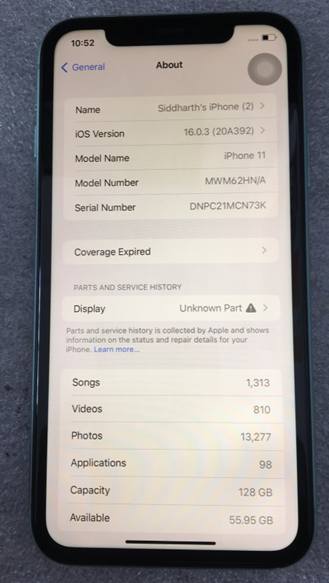 10:52
General
About
Name Siddharth's iPhone (2)
iOS Version 16.0.3 (20A392)
Model Name iPhone 11
Model Number MWM62HN/A
Serial Number DNPC21MCN73K
Coverage Expired
PARTS AND SERVICE HISTORY
Display Unknown Part
Parts and service history is collected by Apple and shows
information on the status and repair details for your
iPhone. Learn more...
Songs 1,313
Videos 810
Photos 13,277
Applications 98
Capacity 128 GB
Available 55.95 GB